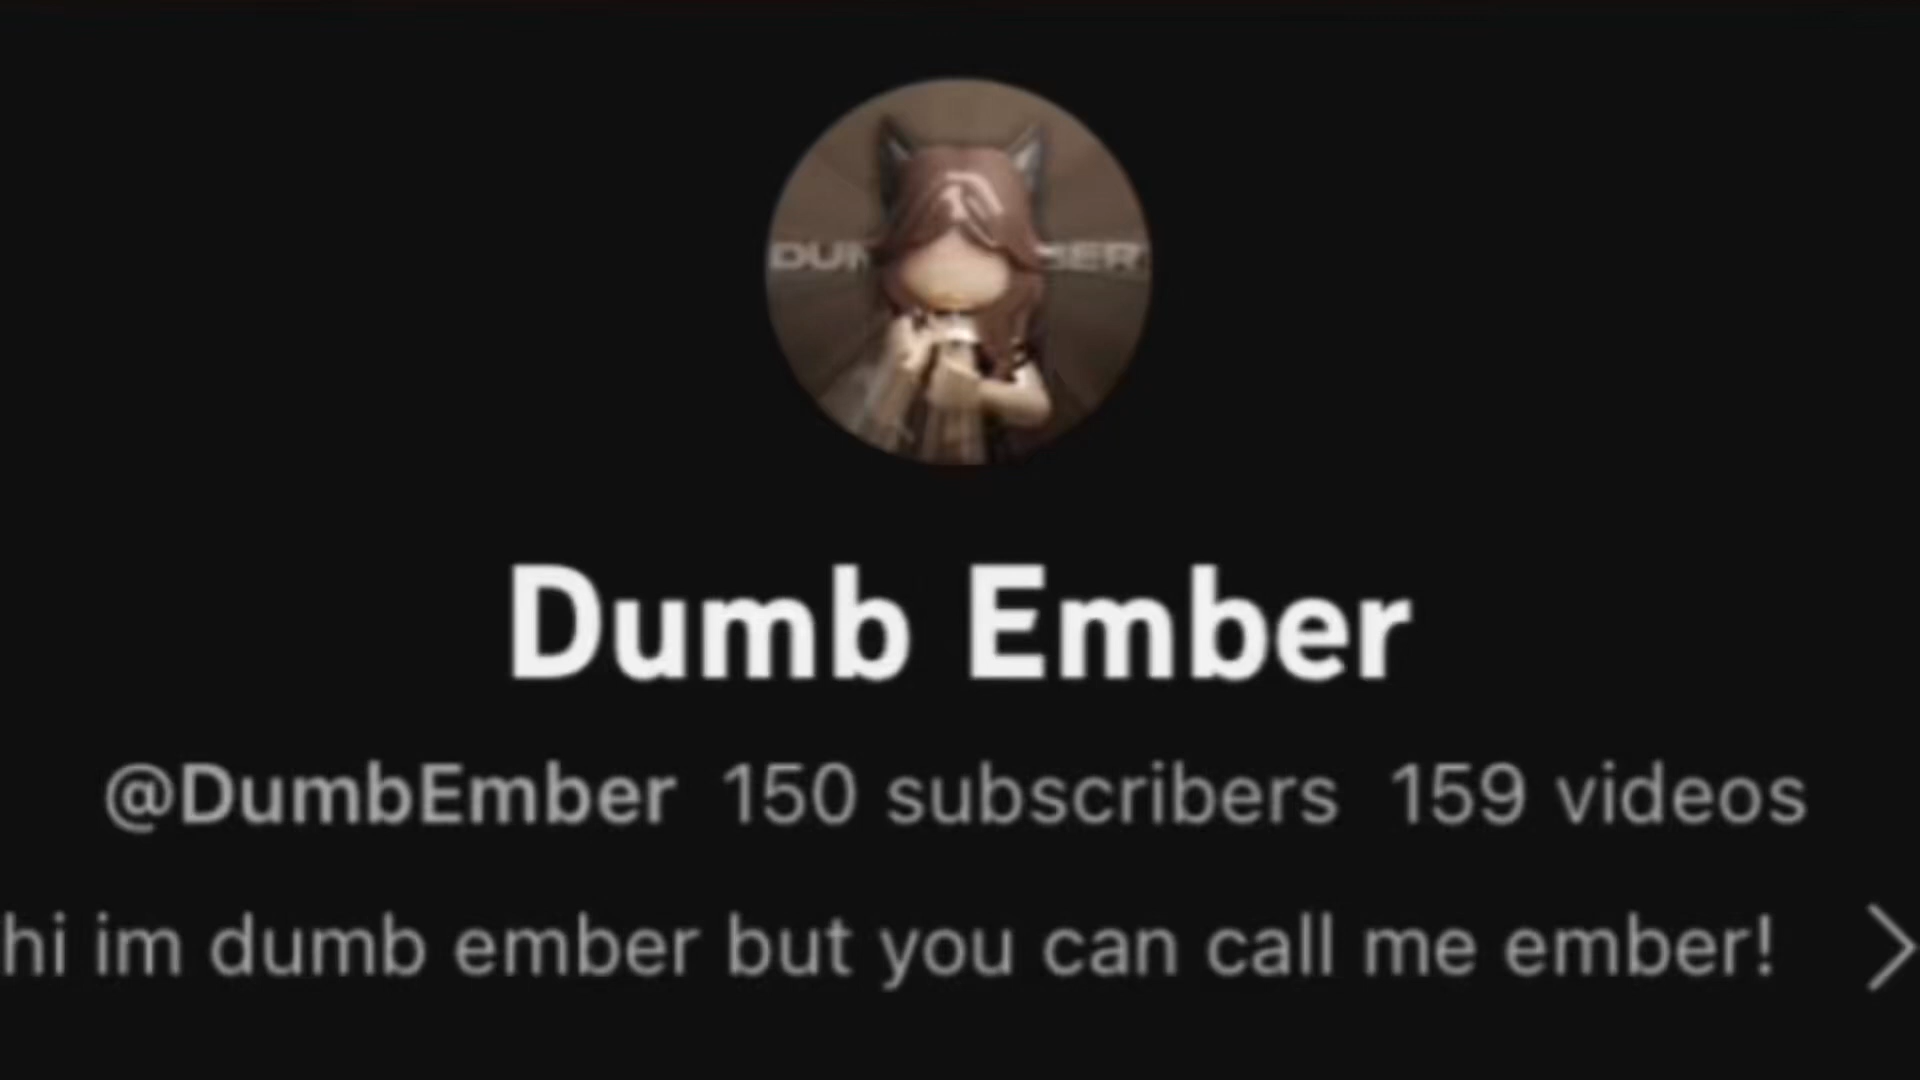 Dumb Ember
@DumbEmber 150 subscribers 159 videos
hi im dumb ember but you can call me ember!